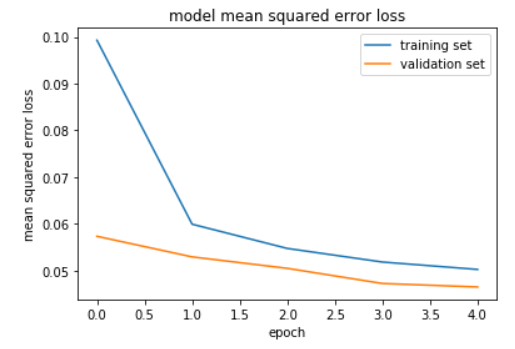 model mean squared error loss
training set
validation set
mean squared error loss
0.10
0.09
0.08
0.07
0.06
0.05
0.0 0.5 1.0 1.5 2.0 2.5 3.0 3.5 4.0
epoch